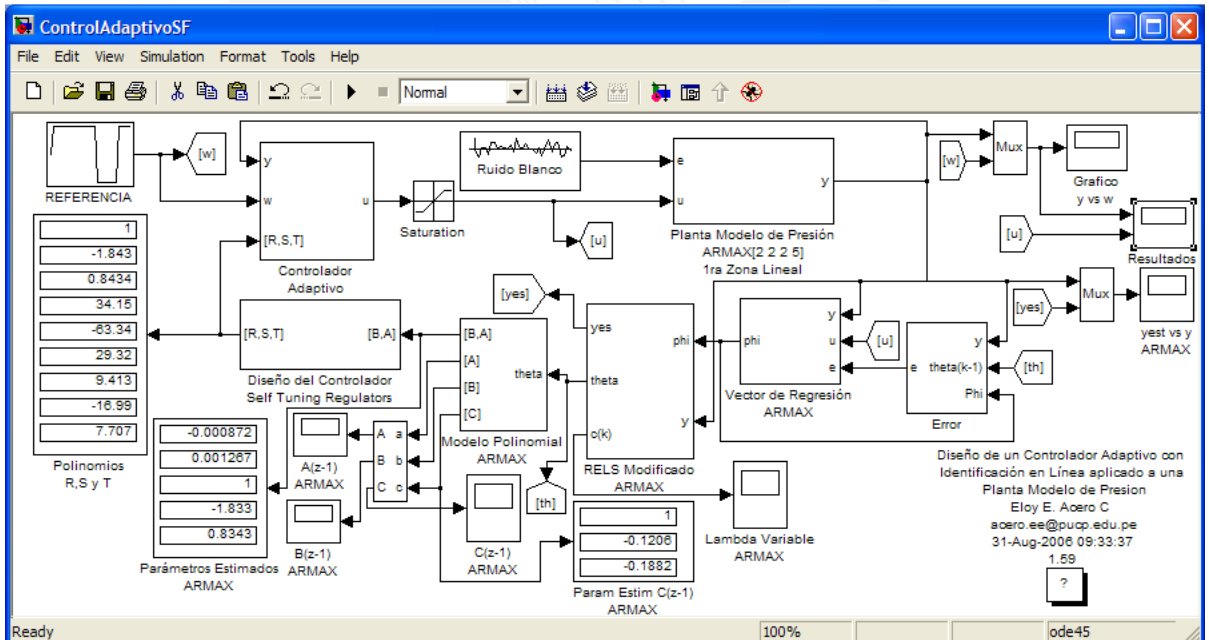 ControlAdaptivoSF
File Edit View Simulation Format Tools Help
Normal
REFERENCIA
[w]
y
w
[R,S,T]
u
Controlador
Adaptivo
Saturation
Ruido Blanco
[u]
e
u
y
Planta Modelo de Presión
ARMAX[2 2 2 5]
1ra Zona Lineal
[w]
Mux
Grafico
y vs w
[u]
Resultados
1
-1.843
0.8434
34.15
-63.34
29.32
9.413
-16.99
7.707
Polinomios
R,S y T
[R,S,T]
[B,A]
Diseño del Controlador
Self Tuning Regulators
[B,A]
[A]
[B]
[C]
theta
Modelo Polinomial
ARMAX
[yes]
yes
theta
c(k)
phi
y
RELS Modificado
ARMAX
phi
y
u
e
Vector de Regresión
ARMAX
[u]
e
y
theta(k-1)
Phi
Error
[th]
[yes]
Mux
yest vs y
ARMAX
-0.000872
0.001267
1
-1.833
0.8343
Parámetros Estimados
ARMAX
A(z-1)
ARMAX
A a
B b
C c
B(z-1)
ARMAX
C(z-1)
ARMAX
[th]
1
-0.1206
-0.1882
Param Estim C(z-1)
ARMAX
Lambda Variable
ARMAX
Diseño de un Controlador Adaptivo con
Identificación en Línea aplicado a una
Planta Modelo de Presion
Eloy E. Acero C
acero.ee@pucp.edu.pe
31-Aug-2006 09:33:37
1.59
?
Ready
100%
ode45